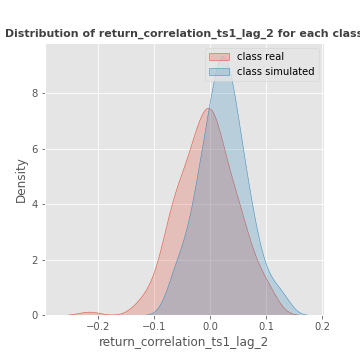 Distribution of return_correlation_ts1_lag_2 for each class
class real
class simulated
Density
8
6
4
2
0
−0.2
−0.1
0.0
0.1
0.2
return_correlation_ts1_lag_2